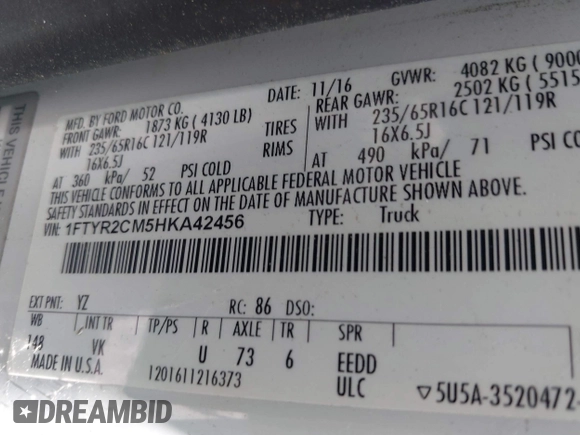 MFD. BY FORD MOTOR CO. DATE: 11/16 GVWR: 4082 KG ( 9000
FRONT GAWR: 1873 KG ( 4130 LB) REAR GAWR: 2502 KG ( 5515
WITH 235/65R16C 121/119R TIRES WITH 235/65R16C 121/119R
16X6.5J RIMS 16X6.5J
AT 360 kPa/ 52 PSI COLD AT 490 kPa/ 71 PSI CO
THIS VEHICLE CONFORMS TO ALL APPLICABLE FEDERAL MOTOR VEHICLE
SAFETY STANDARDS IN EFFECT ON THE DATE OF MANUFACTURE SHOWN ABOVE.
VIN: 1FTYR2CM5HKA42456 TYPE: Truck
EXT PNT: YZ RC: 86 DSO:
WB INT TR TP/PS R AXLE TR SPR
148 VK U 73 6 EEDD
MADE IN U.S.A. 1201611216373 ULC ▽5U5A-3520472-
THIS VEHICLE
DREAMBID